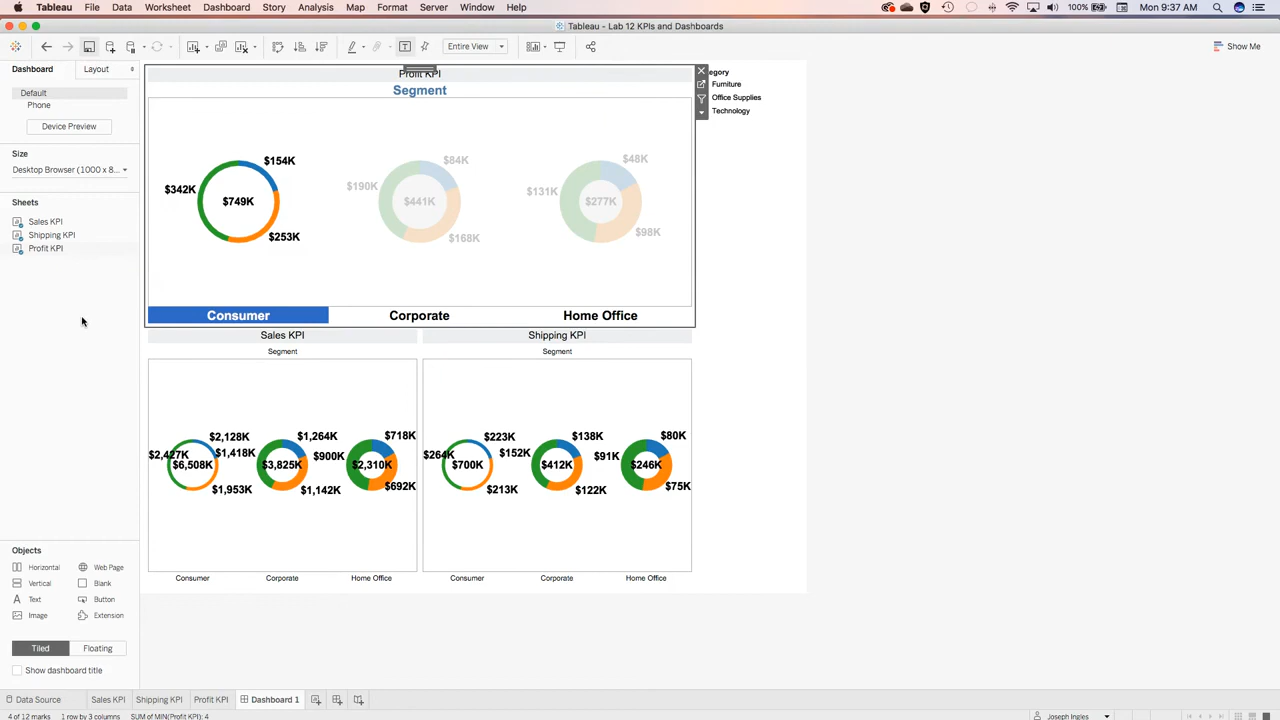 Tableau File Data Worksheet Dashboard Story Analysis Map Format Server Window Help 100% Mon 9:37 AM
Tableau - Lab 12 KPIs and Dashboards
Entire View Show Me
Dashboard Layout
Default
Phone
Device Preview
Size
Desktop Browser (1000 x 8...
Sheets
Sales KPI
Shipping KPI
Profit KPI
Profit KPI
Segment
$154K
$342K
$749K
$253K
$84K
$190K
$441K
$168K
$48K
$131K
$277K
$98K
Consumer Corporate Home Office
egory
Furniture
Office Supplies
Technology
Sales KPI
Segment
$2,128K
$2,427K
$1,418K
$6,508K
$1,953K
$1,264K
$900K
$3,825K
$1,142K
$718K
$2,310K
$692K
Consumer Corporate Home Office
Shipping KPI
Segment
$223K
$264K
$152K
$700K
$213K
$138K
$91K
$412K
$122K
$80K
$246K
$75K
Consumer Corporate Home Office
Objects
Horizontal Web Page
Vertical Blank
Text Button
Image Extension
Tiled Floating
Show dashboard title
Data Source Sales KPI Shipping KPI Profit KPI Dashboard 1
4 of 12 marks 1 row by 3 columns SUM of MIN(Profit KPI): 4 Joseph Ingles